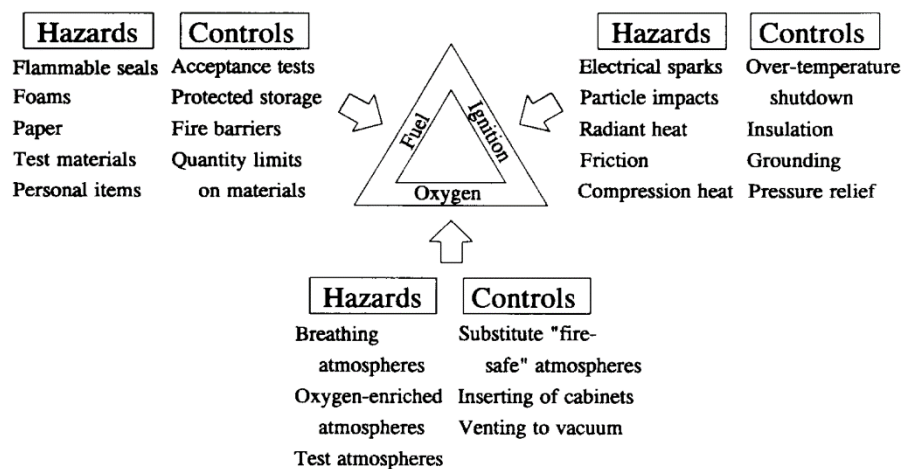 Hazards
Controls
Flammable seals
Foams
Paper
Test materials
Personal items
Acceptance tests
Protected storage
Fire barriers
Quantity limits
on materials
Fuel
Ignition
Oxygen
Hazards
Controls
Electrical sparks
Particle impacts
Radiant heat
Friction
Compression heat
Over-temperature
shutdown
Insulation
Grounding
Pressure relief
Hazards
Controls
Breathing
atmospheres
Oxygen-enriched
atmospheres
Test atmospheres
Substitute "fire-
safe" atmospheres
Inserting of cabinets
Venting to vacuum